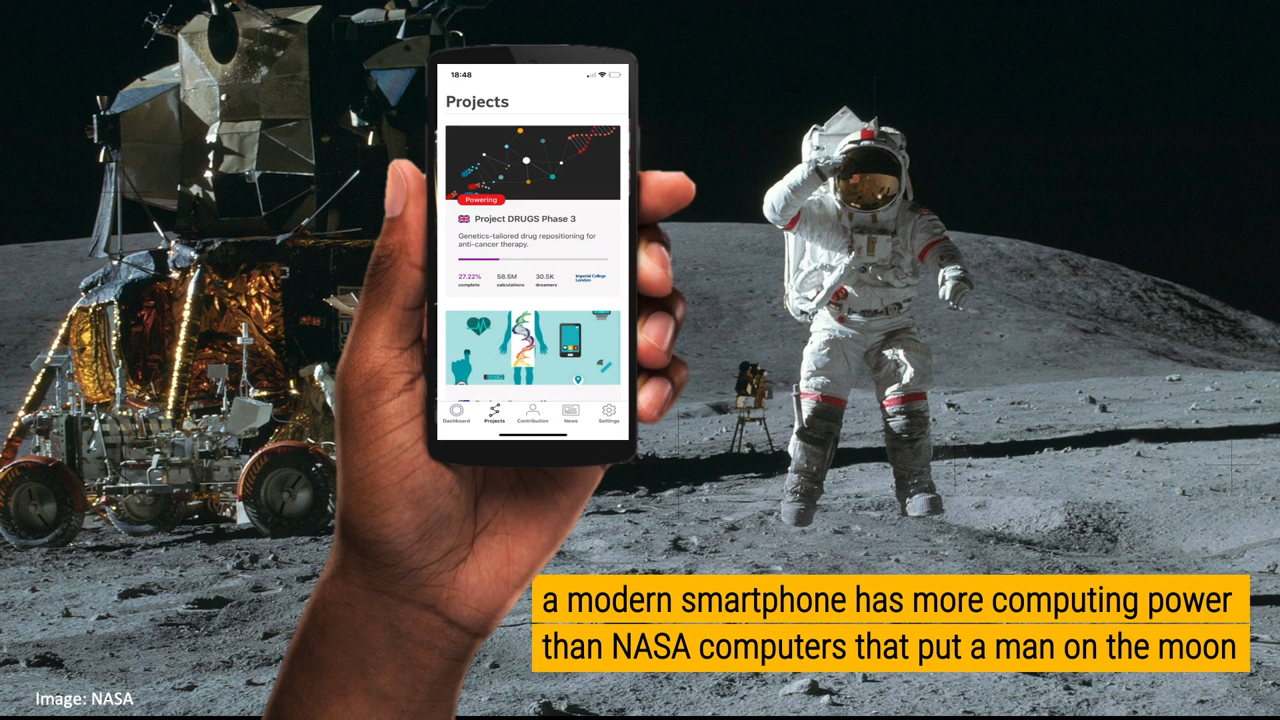 18:48
Projects
Powering
Project DRUGS Phase 3
Genetics-tailored drug repositioning for
anti-cancer therapy.
27.22% 58.5M 30.5K Imperial College
complete calculations dreamers London
Dashboard Projects Contribution News Settings
a modern smartphone has more computing power
than NASA computers that put a man on the moon
Image: NASA